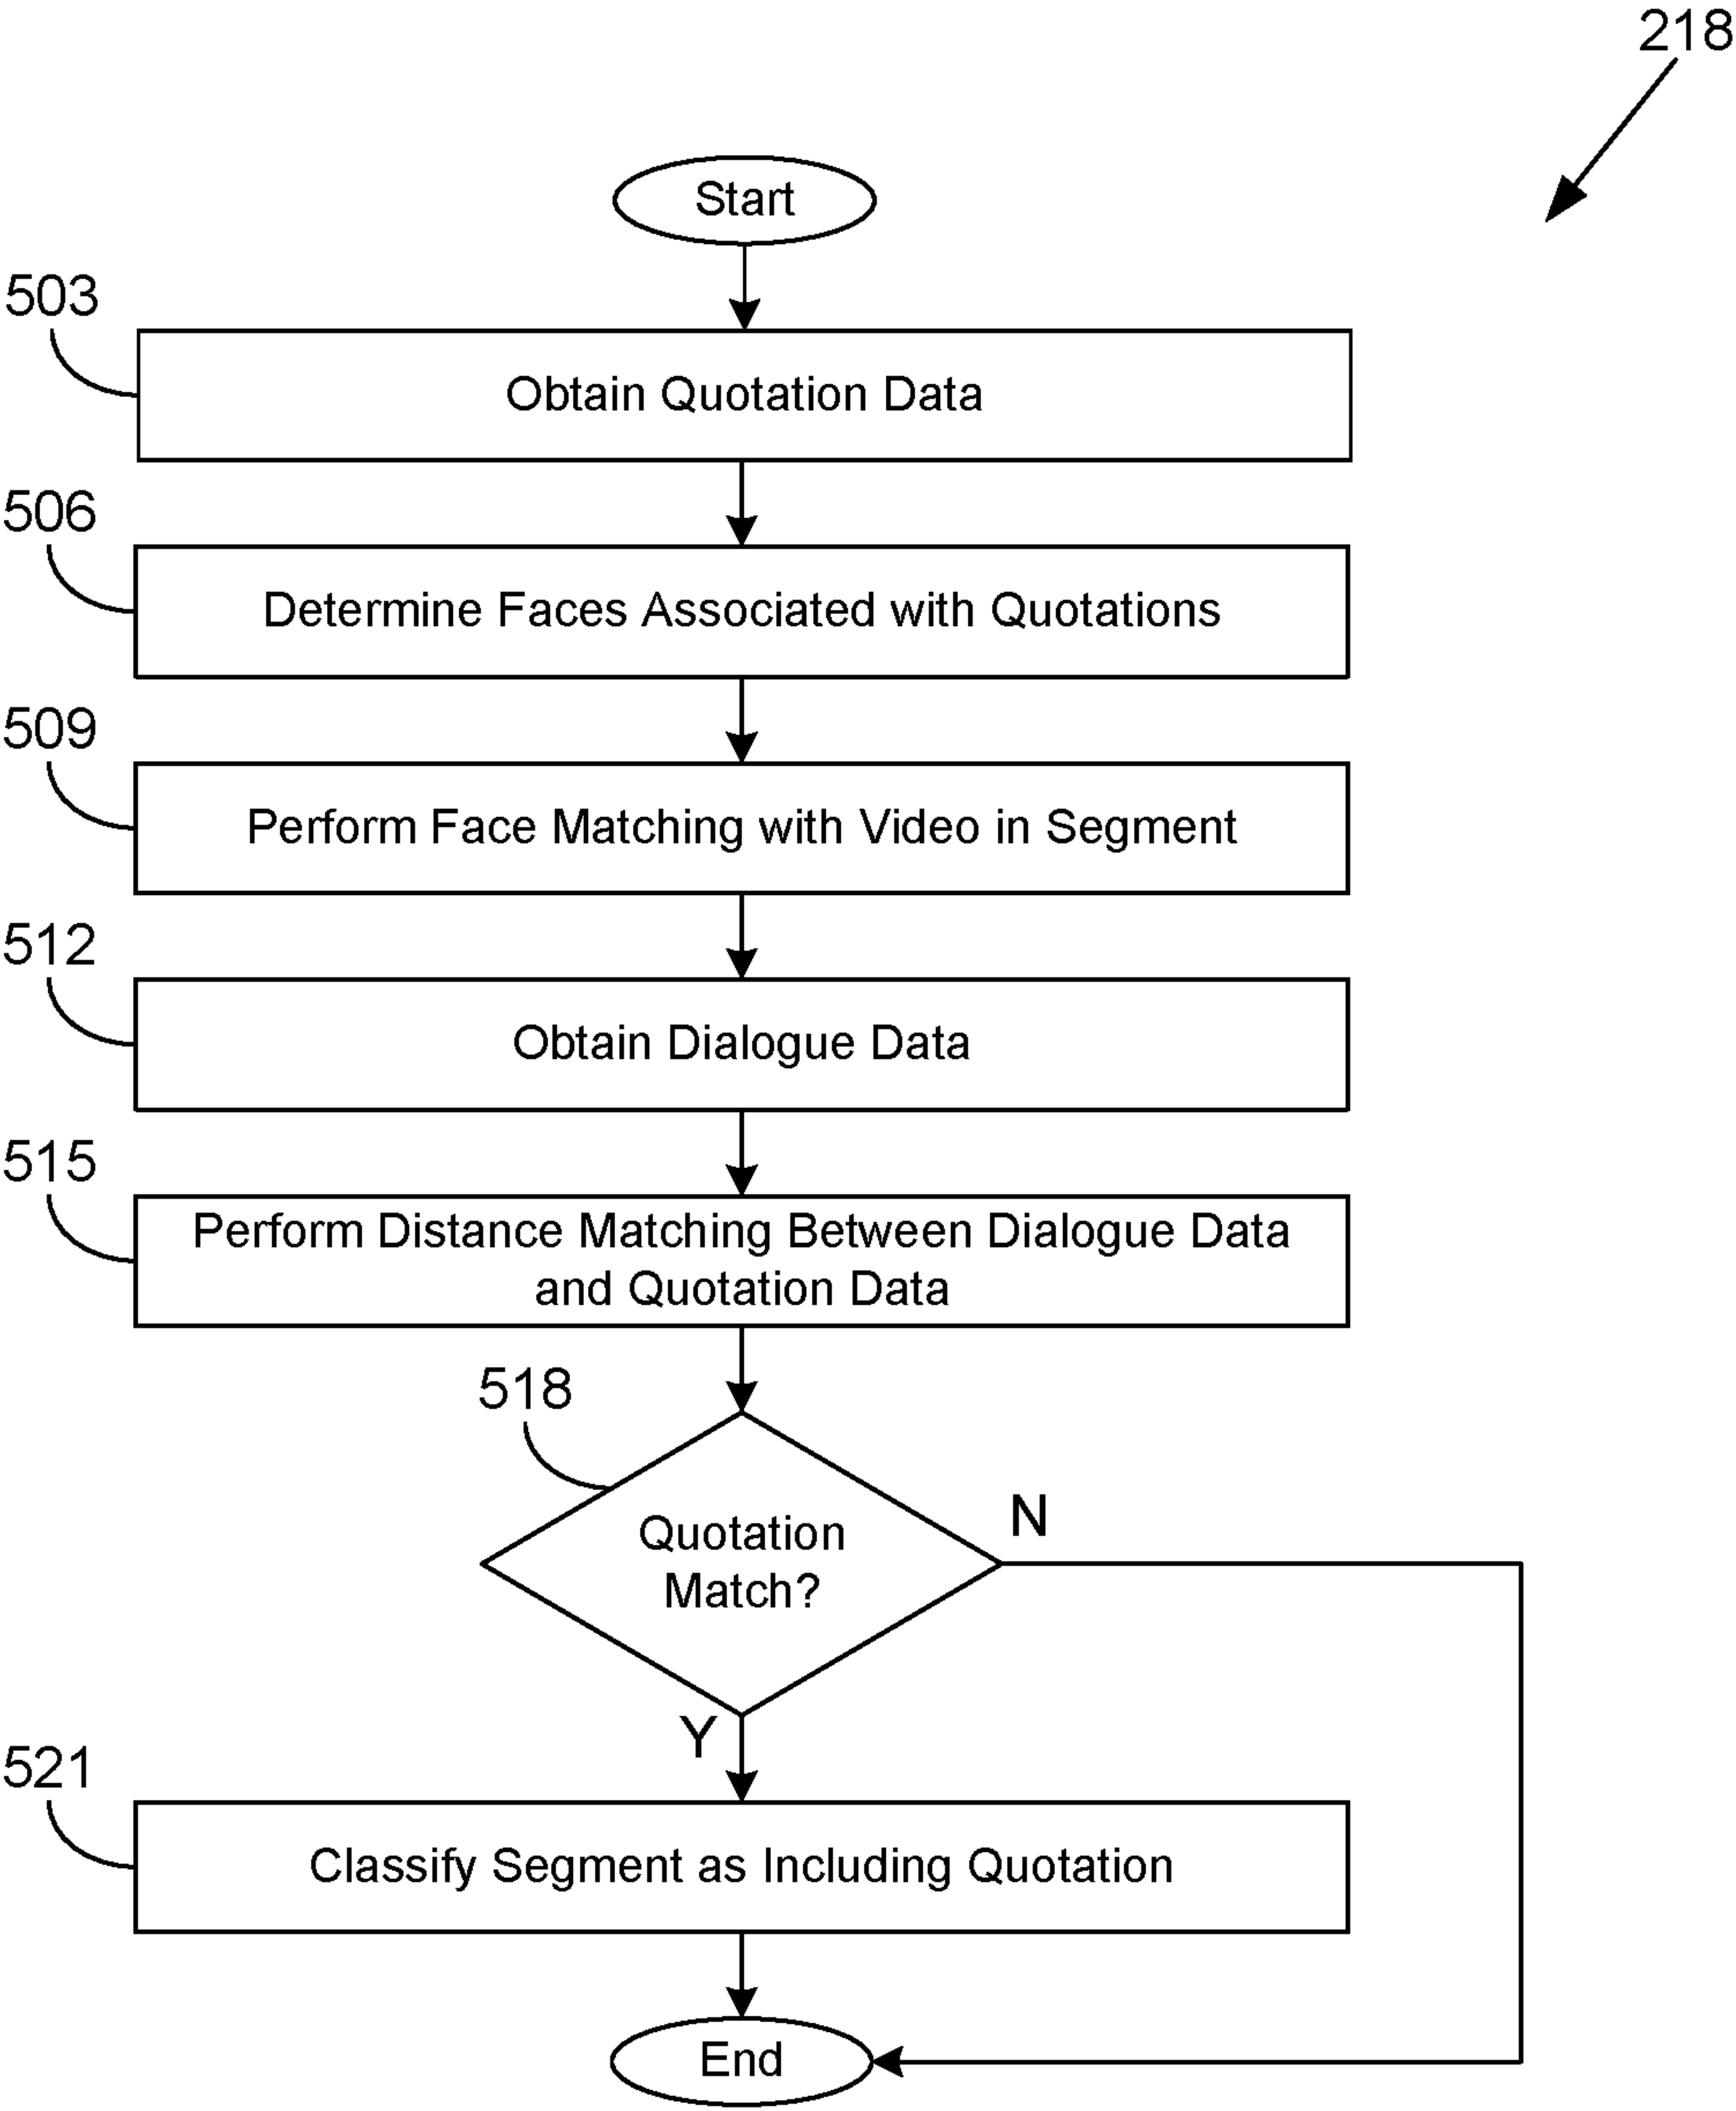 218
Start
503
Obtain Quotation Data
506
Determine Faces Associated with Quotations
509
Perform Face Matching with Video in Segment
512
Obtain Dialogue Data
515
Perform Distance Matching Between Dialogue Data
and Quotation Data
518
Quotation
Match?
N
Y
521
Classify Segment as Including Quotation
End